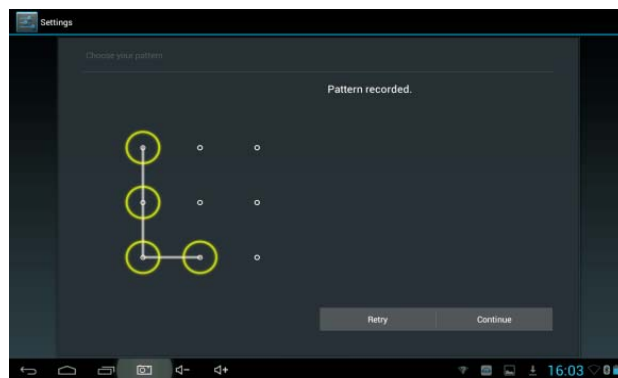 Settings
Choose your pattern
Pattern recorded.
Retry
Continue
16:03